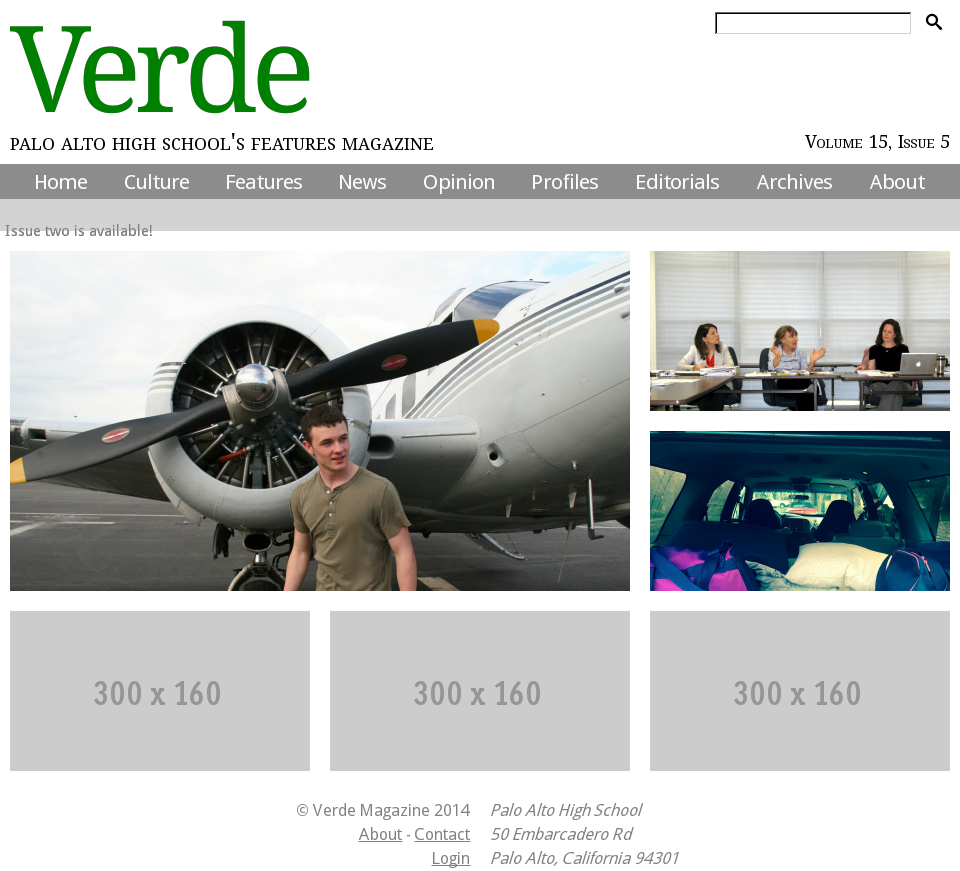 Verde
PALO ALTO HIGH SCHOOL'S FEATURES MAGAZINE
Volume 15, Issue 5
Home Culture Features News Opinion Profiles Editorials Archives About
Issue two is available!
300 x 160
300 x 160
300 x 160
© Verde Magazine 2014
About - Contact
Login
Palo Alto High School
50 Embarcadero Rd
Palo Alto, California 94301